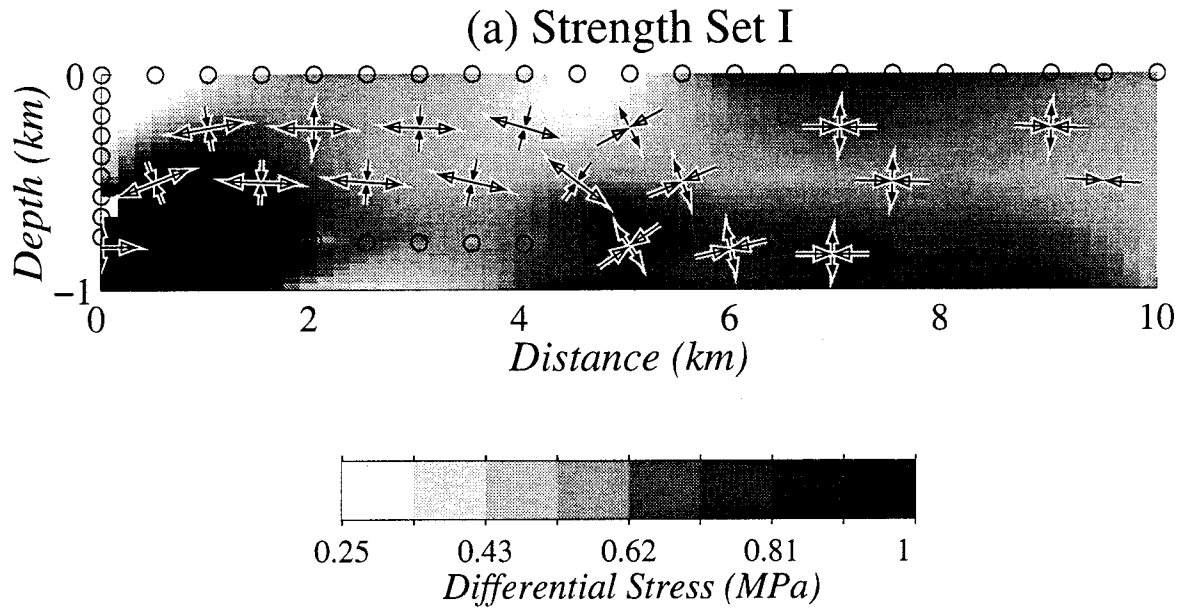 (a) Strength Set I
0
Depth (km)
−1
0 2 4 6 8 10
Distance (km)
0.25 0.43 0.62 0.81 1
Differential Stress (MPa)